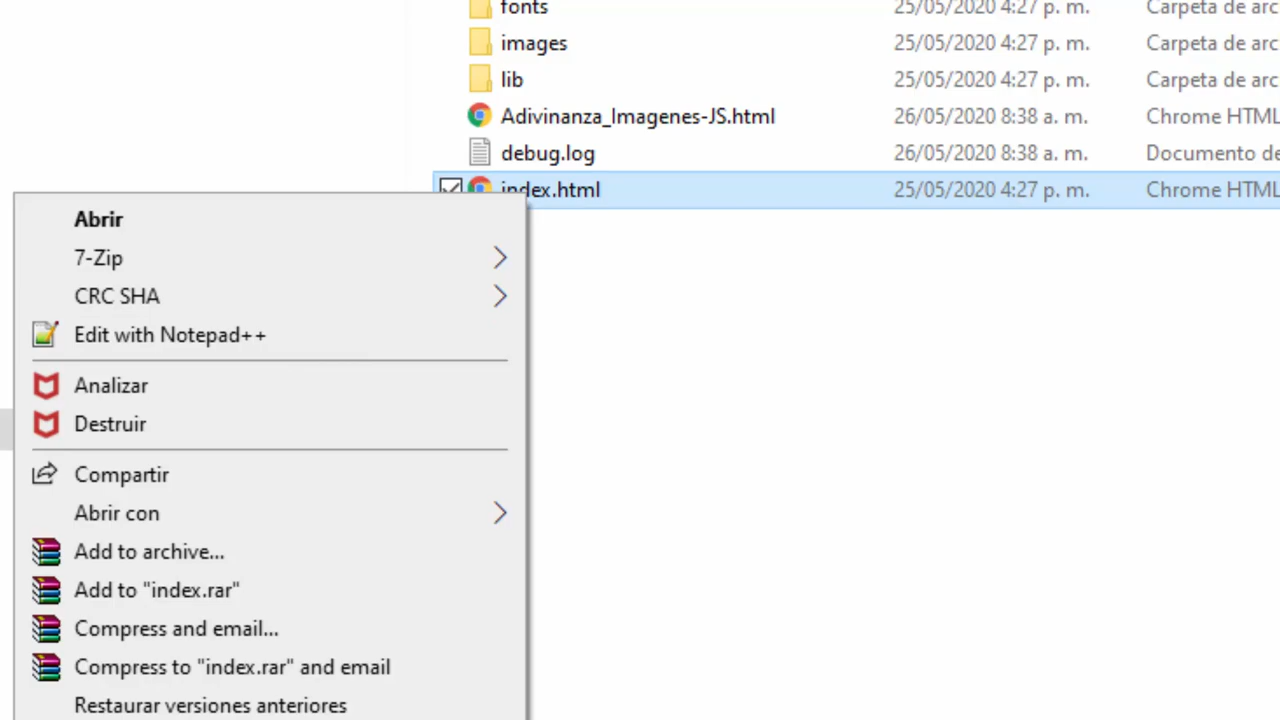 fonts 25/05/2020 4:27 p. m. Carpeta de arc
images 25/05/2020 4:27 p. m. Carpeta de arc
lib 25/05/2020 4:27 p. m. Carpeta de arc
Adivinanza_Imagenes-JS.html 26/05/2020 8:38 a. m. Chrome HTML
debug.log 26/05/2020 8:38 a. m. Documento de
index.html 25/05/2020 4:27 p. m. Chrome HTML
Abrir
7-Zip
CRC SHA
Edit with Notepad++
Analizar
Destruir
Compartir
Abrir con
Add to archive...
Add to "index.rar"
Compress and email...
Compress to "index.rar" and email
Restaurar versiones anteriores